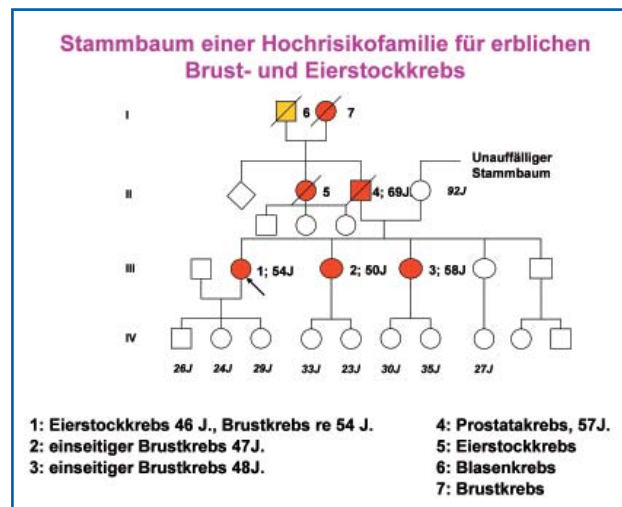 Stammbaum einer Hochrisikofamilie für erblichen
Brust- und Eierstockkrebs
I
6
7
Unauffälliger
Stammbaum
II
5
4; 69J.
92J
III
1; 54J
2; 50J
3; 58J
IV
26J 24J 29J 33J 23J 30J 35J 27J
1: Eierstockkrebs 46 J., Brustkrebs re 54 J.
2: einseitiger Brustkrebs 47J.
3: einseitiger Brustkrebs 48J.
4: Prostatakrebs, 57J.
5: Eierstockkrebs
6: Blasenkrebs
7: Brustkrebs